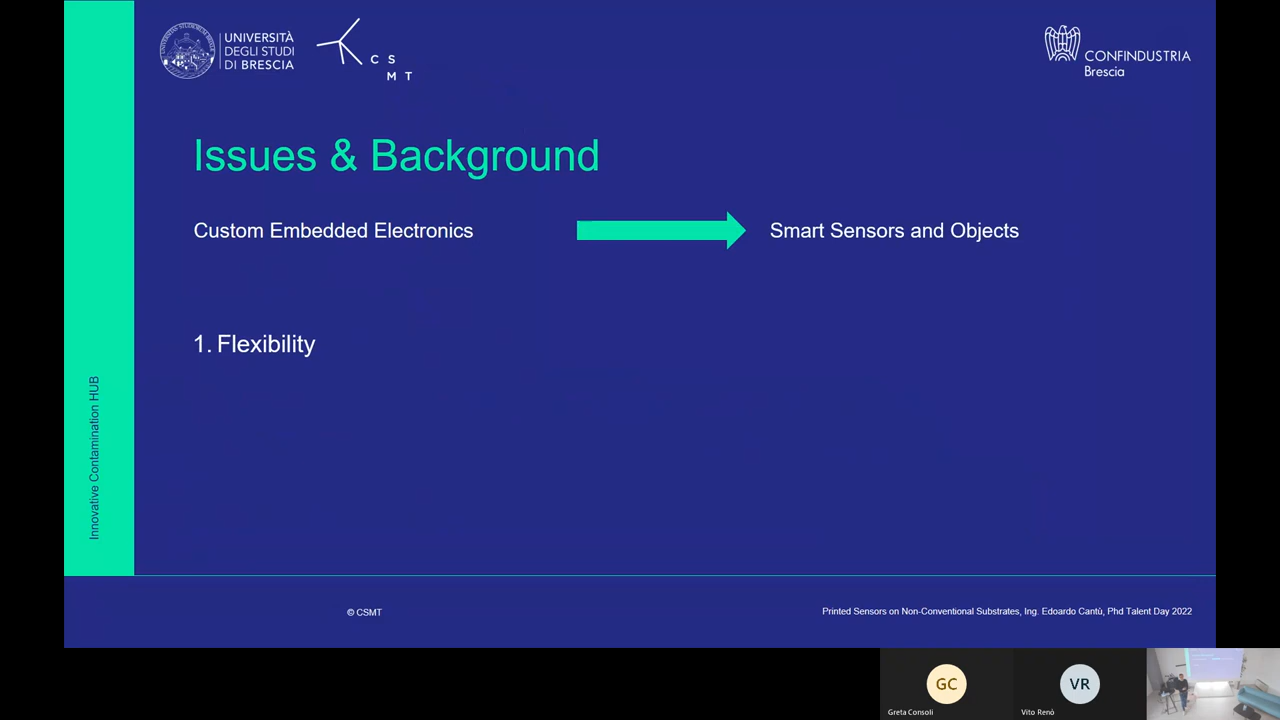 UNIVERSITÀ
DEGLI STUDI
DI BRESCIA
C S
M T
CONFINDUSTRIA
Brescia
Issues & Background
Custom Embedded Electronics
Smart Sensors and Objects
1. Flexibility
Innovative Contamination HUB
© CSMT
Printed Sensors on Non-Conventional Substrates, Ing. Edoardo Cantù, Phd Talent Day 2022
GC
VR
Greta Consoli
Vito Renò